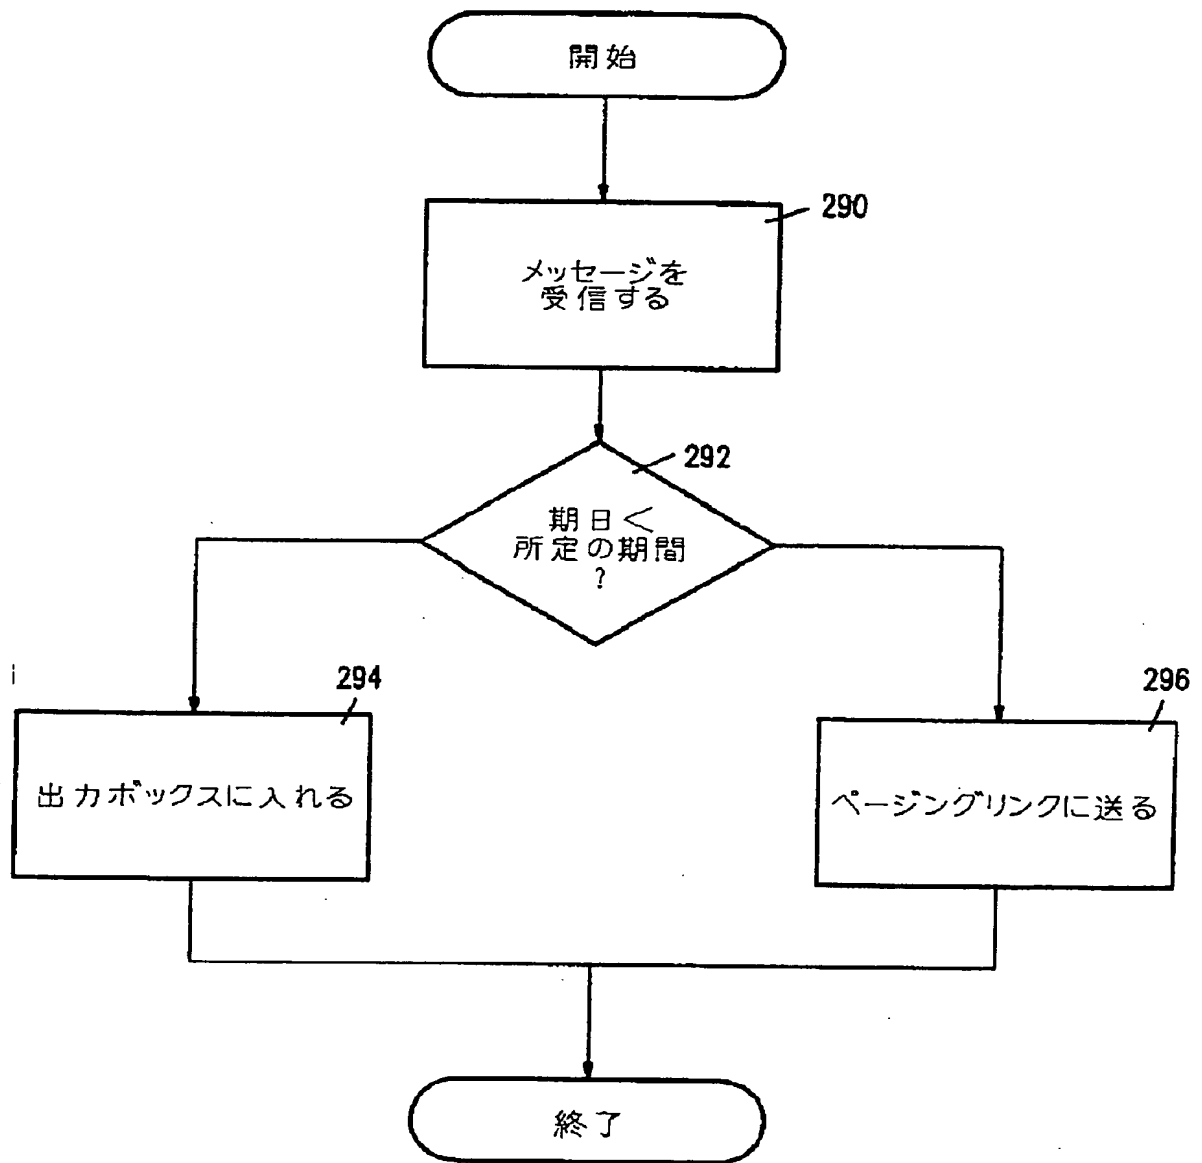 開始
290
メッセージを
受信する
292
期日<
所定の期間
?
294
出力ボックスに入れる
296
ページングリンクに送る
終了